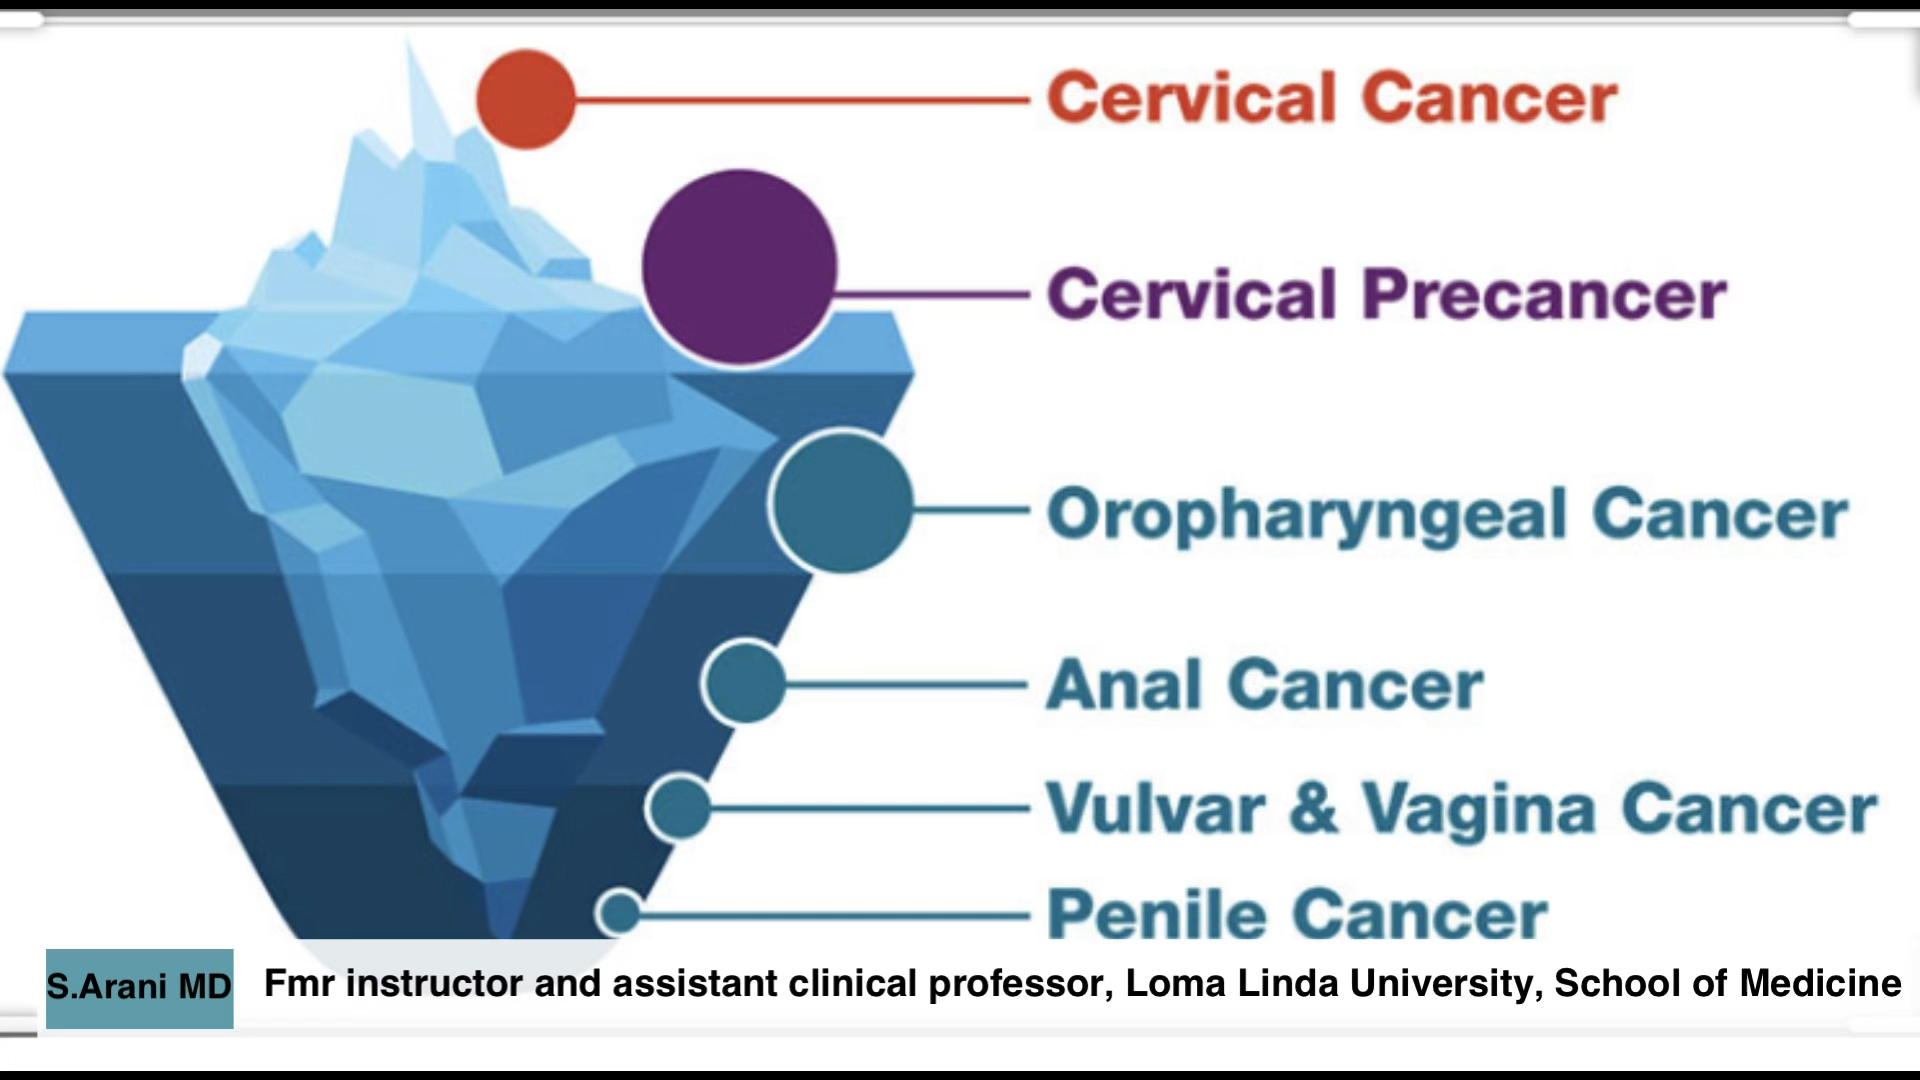 Cervical Cancer
Cervical Precancer
Oropharyngeal Cancer
Anal Cancer
Vulvar & Vagina Cancer
Penile Cancer
S.Arani MD Fmr instructor and assistant clinical professor, Loma Linda University, School of Medicine